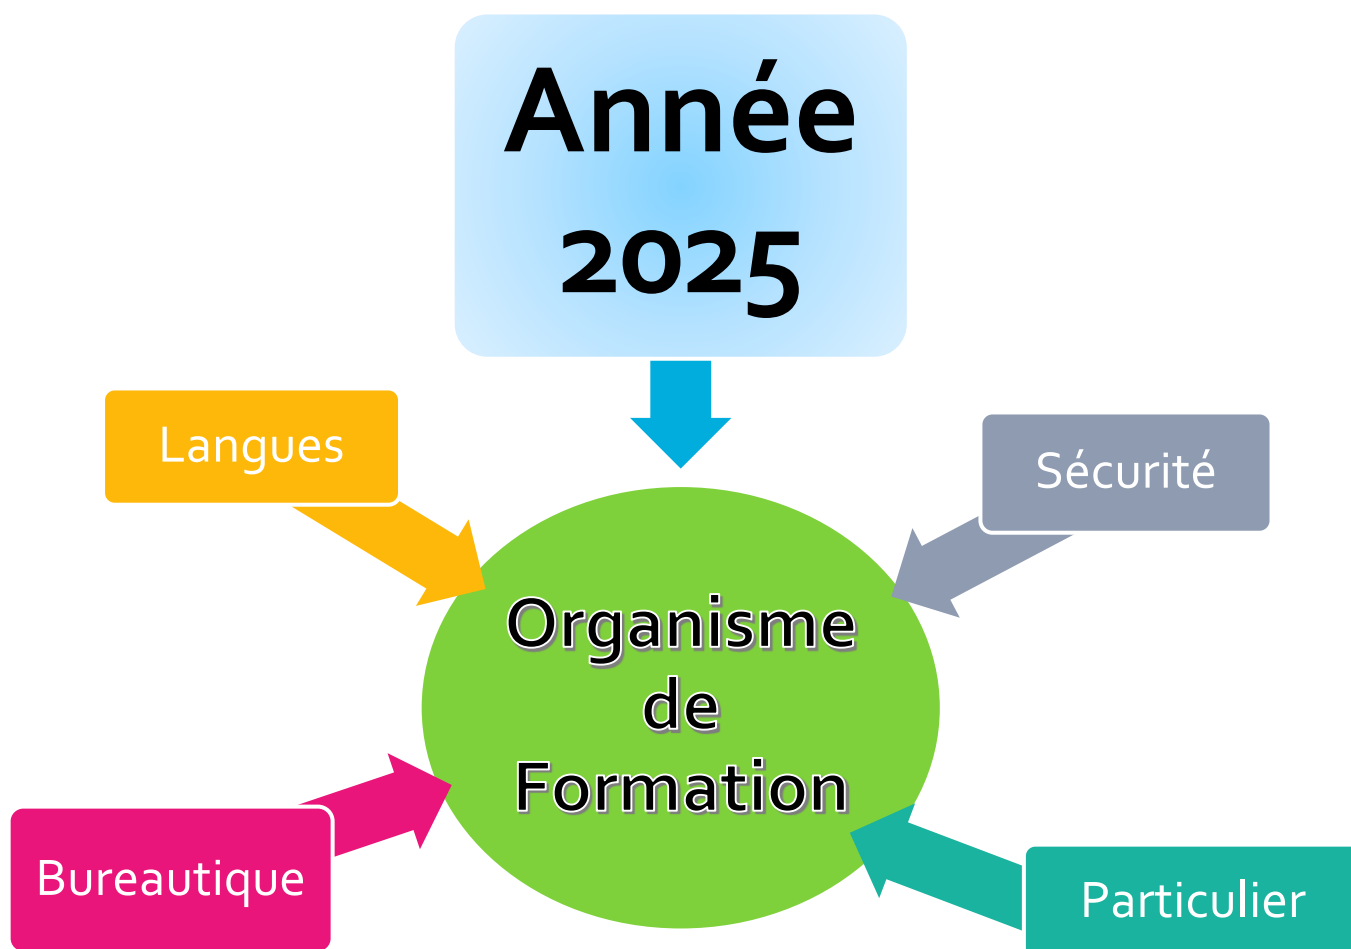 Année
2025
Langues
Sécurité
Organisme
de
Formation
Bureautique
Particulier